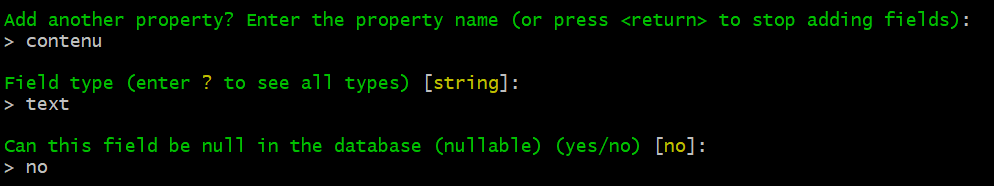 Add another property? Enter the property name (or press <return> to stop adding fields):
> contenu
Field type (enter ? to see all types) [string]:
> text
Can this field be null in the database (nullable) (yes/no) [no]:
> no